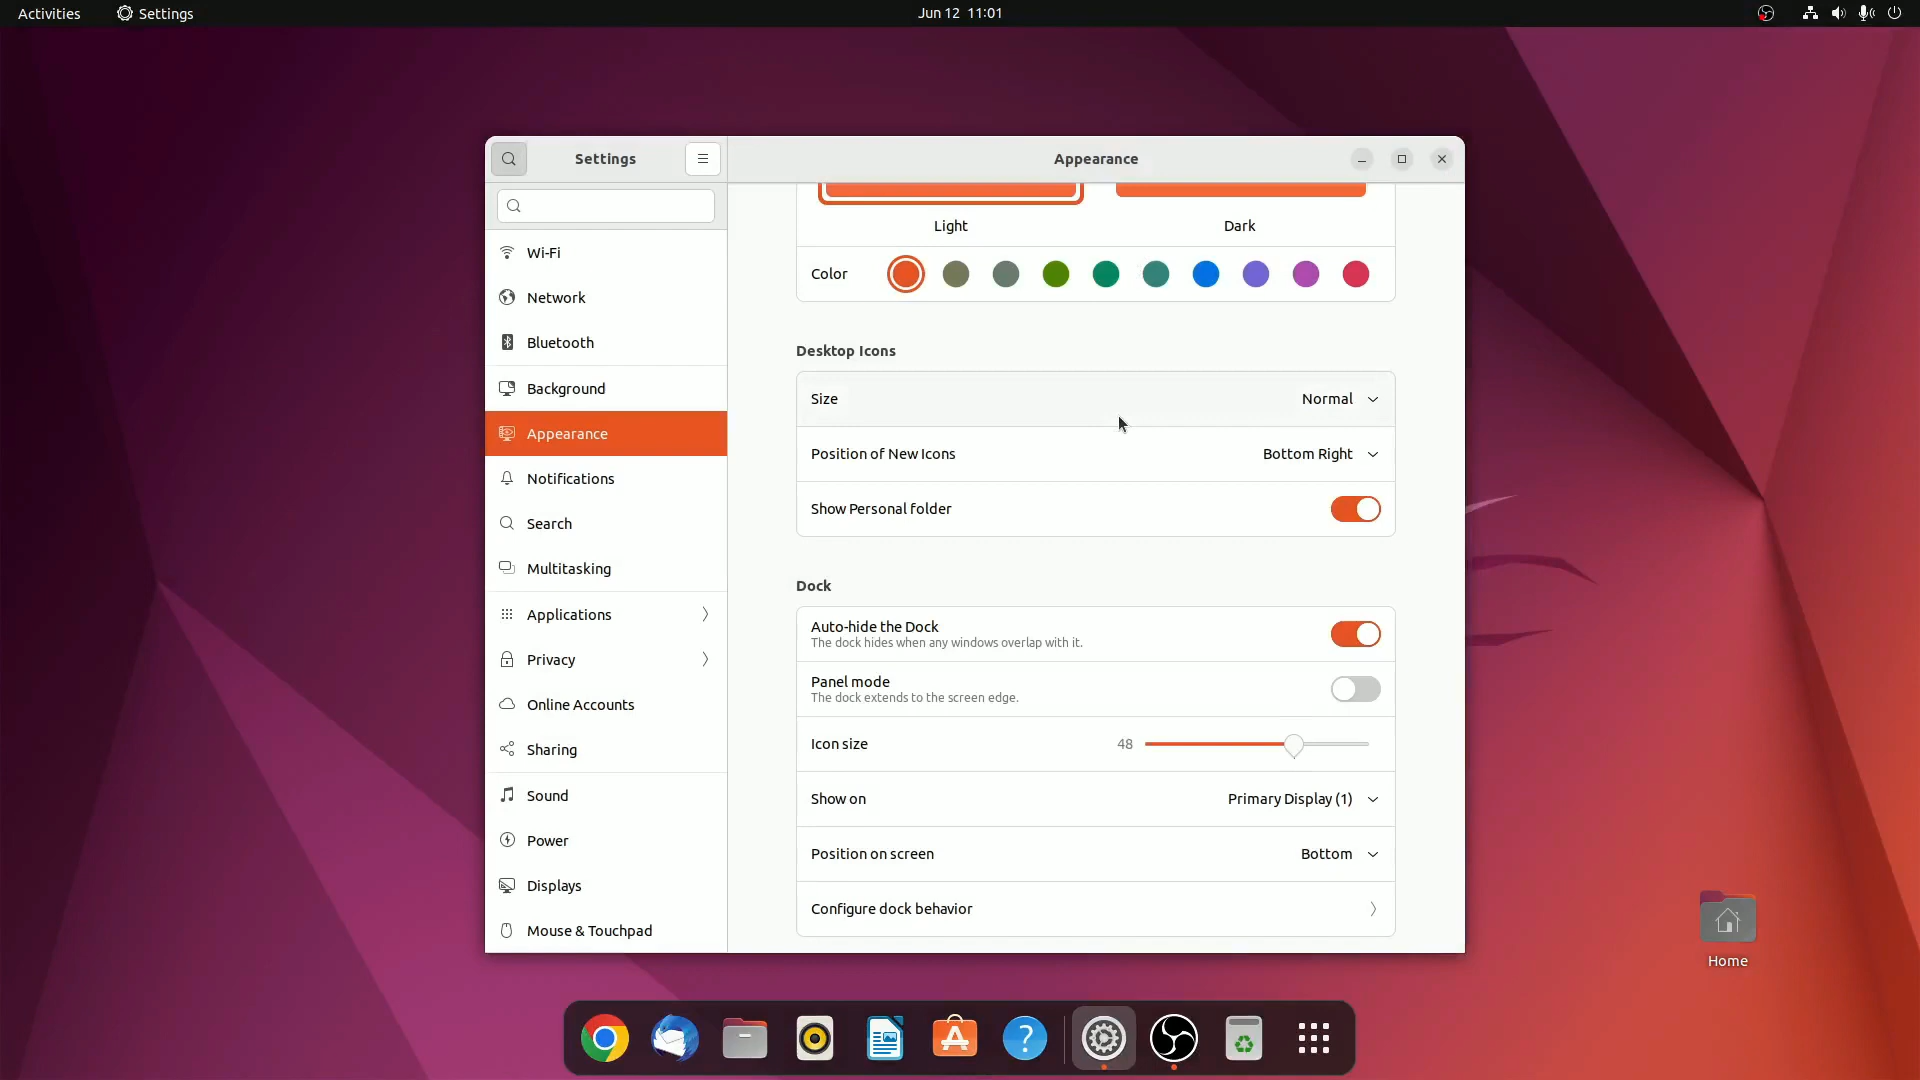 Activities
Settings
Jun 12 11:01
Settings
Appearance
Wi-Fi
Network
Bluetooth
Background
Appearance
Notifications
Search
Multitasking
Applications
Privacy
Online Accounts
Sharing
Sound
Power
Displays
Mouse & Touchpad
Light
Dark
Color
Desktop Icons
Size
Normal
Position of New Icons
Bottom Right
Show Personal folder
Dock
Auto-hide the Dock
The dock hides when any windows overlap with it.
Panel mode
The dock extends to the screen edge.
Icon size
48
Show on
Primary Display (1)
Position on screen
Bottom
Configure dock behavior
Home